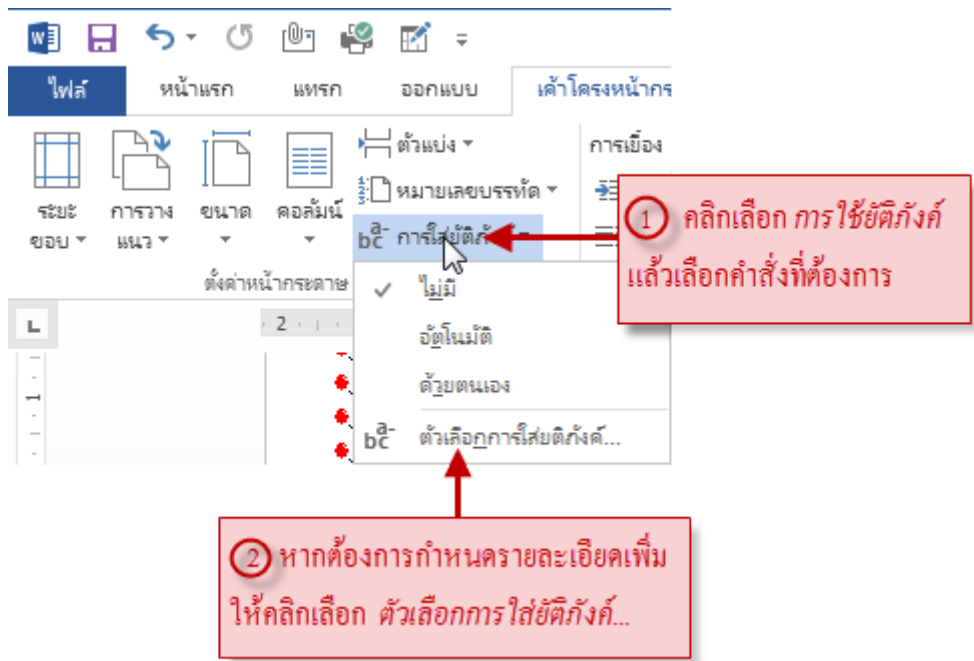 ไฟล์ หน้าแรก แทรก ออกแบบ เค้าโครงหน้ากร
ตัวแบ่ง
การเยื้อง
หมายเลขบรรทัด
ระยะ การวาง ขนาด คอลัมน์
ขอบ แนว
การใส่ยัติภ
ตั้งค่าหน้ากระดาษ
ไม่มี
อัตโนมัติ
ด้วยตนเอง
ตัวเลือกการใส่ยติภังค์...
L
2
1
1 คลิกเลือก การใช้ยัติภังค์
แล้วเลือกคำสั่งที่ต้องการ
2 หากต้องการกำหนดรายละเอียดเพิ่ม
ให้คลิกเลือก ตัวเลือกการใส่ยัติภังค์...